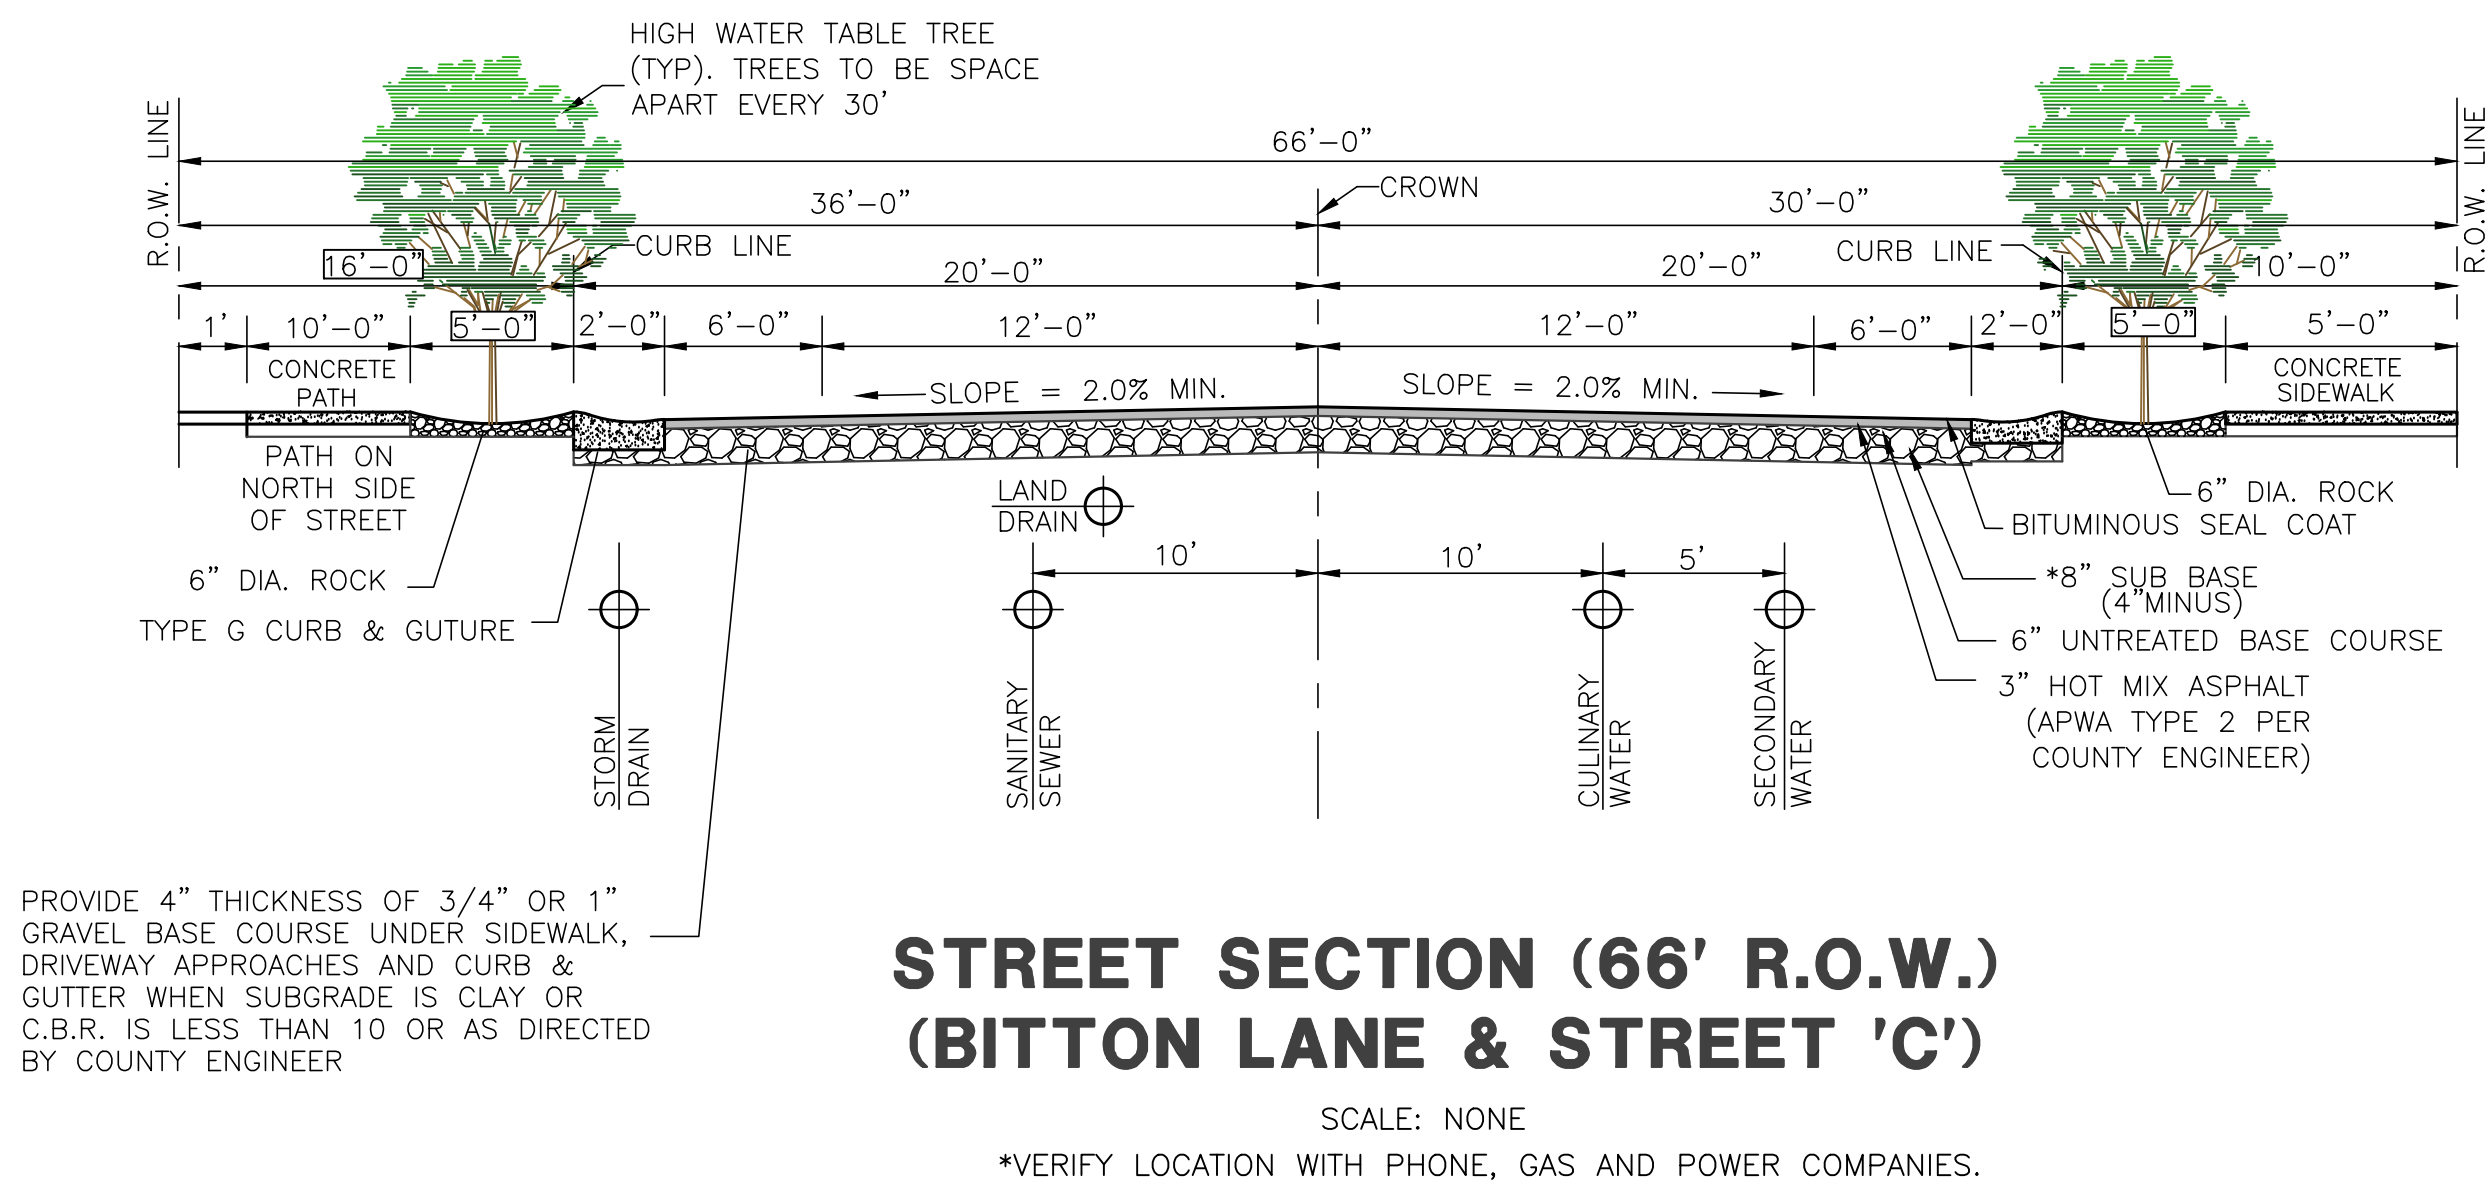 HIGH WATER TABLE TREE
(TYP). TREES TO BE SPACE
APART EVERY 30'
R.O.W. LINE
R.O.W. LINE
66'-0"
CROWN
36'-0"
30'-0"
CURB LINE
CURB LINE
16'-0"
20'-0"
20'-0"
10'-0"
1'
10'-0"
5'-0"
2'-0"
6'-0"
12'-0"
12'-0"
6'-0"
2'-0"
5'-0"
5'-0"
CONCRETE
PATH
SLOPE = 2.0% MIN.
SLOPE = 2.0% MIN.
CONCRETE
SIDEWALK
PATH ON
NORTH SIDE
OF STREET
LAND
DRAIN
6" DIA. ROCK
BITUMINOUS SEAL COAT
10'
10'
5'
6" DIA. ROCK
*8" SUB BASE
(4"MINUS)
TYPE G CURB & GUTURE
6" UNTREATED BASE COURSE
3" HOT MIX ASPHALT
(APWA TYPE 2 PER
COUNTY ENGINEER)
STORM
DRAIN
SANITARY
SEWER
CULINARY
WATER
SECONDARY
WATER
PROVIDE 4" THICKNESS OF 3/4" OR 1"
GRAVEL BASE COURSE UNDER SIDEWALK,
DRIVEWAY APPROACHES AND CURB &
GUTTER WHEN SUBGRADE IS CLAY OR
C.B.R. IS LESS THAN 10 OR AS DIRECTED
BY COUNTY ENGINEER
STREET SECTION (66' R.O.W.)
(BITTON LANE & STREET 'C')
SCALE: NONE
*VERIFY LOCATION WITH PHONE, GAS AND POWER COMPANIES.